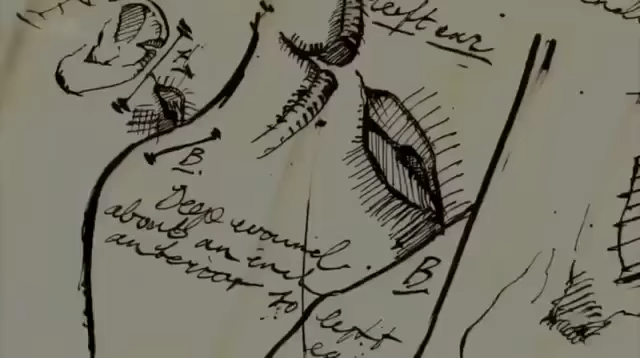 left ear
B.
Deep wound
about an inch
anterior to
left
B